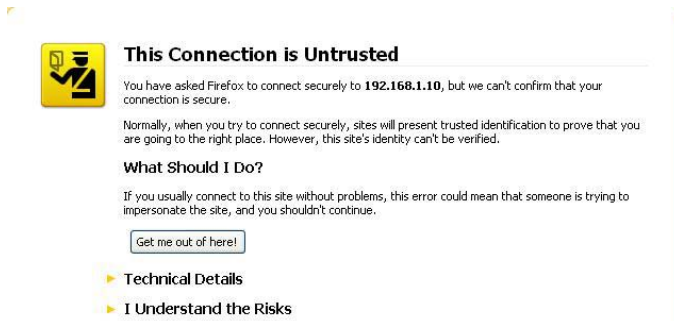 This Connection is Untrusted
You have asked Firefox to connect securely to 192.168.1.10, but we can't confirm that your
connection is secure.
Normally, when you try to connect securely, sites will present trusted identification to prove that you
are going to the right place. However, this site's identity can't be verified.
What Should I Do?
If you usually connect to this site without problems, this error could mean that someone is trying to
impersonate the site, and you shouldn't continue.
Get me out of here!
Technical Details
I Understand the Risks